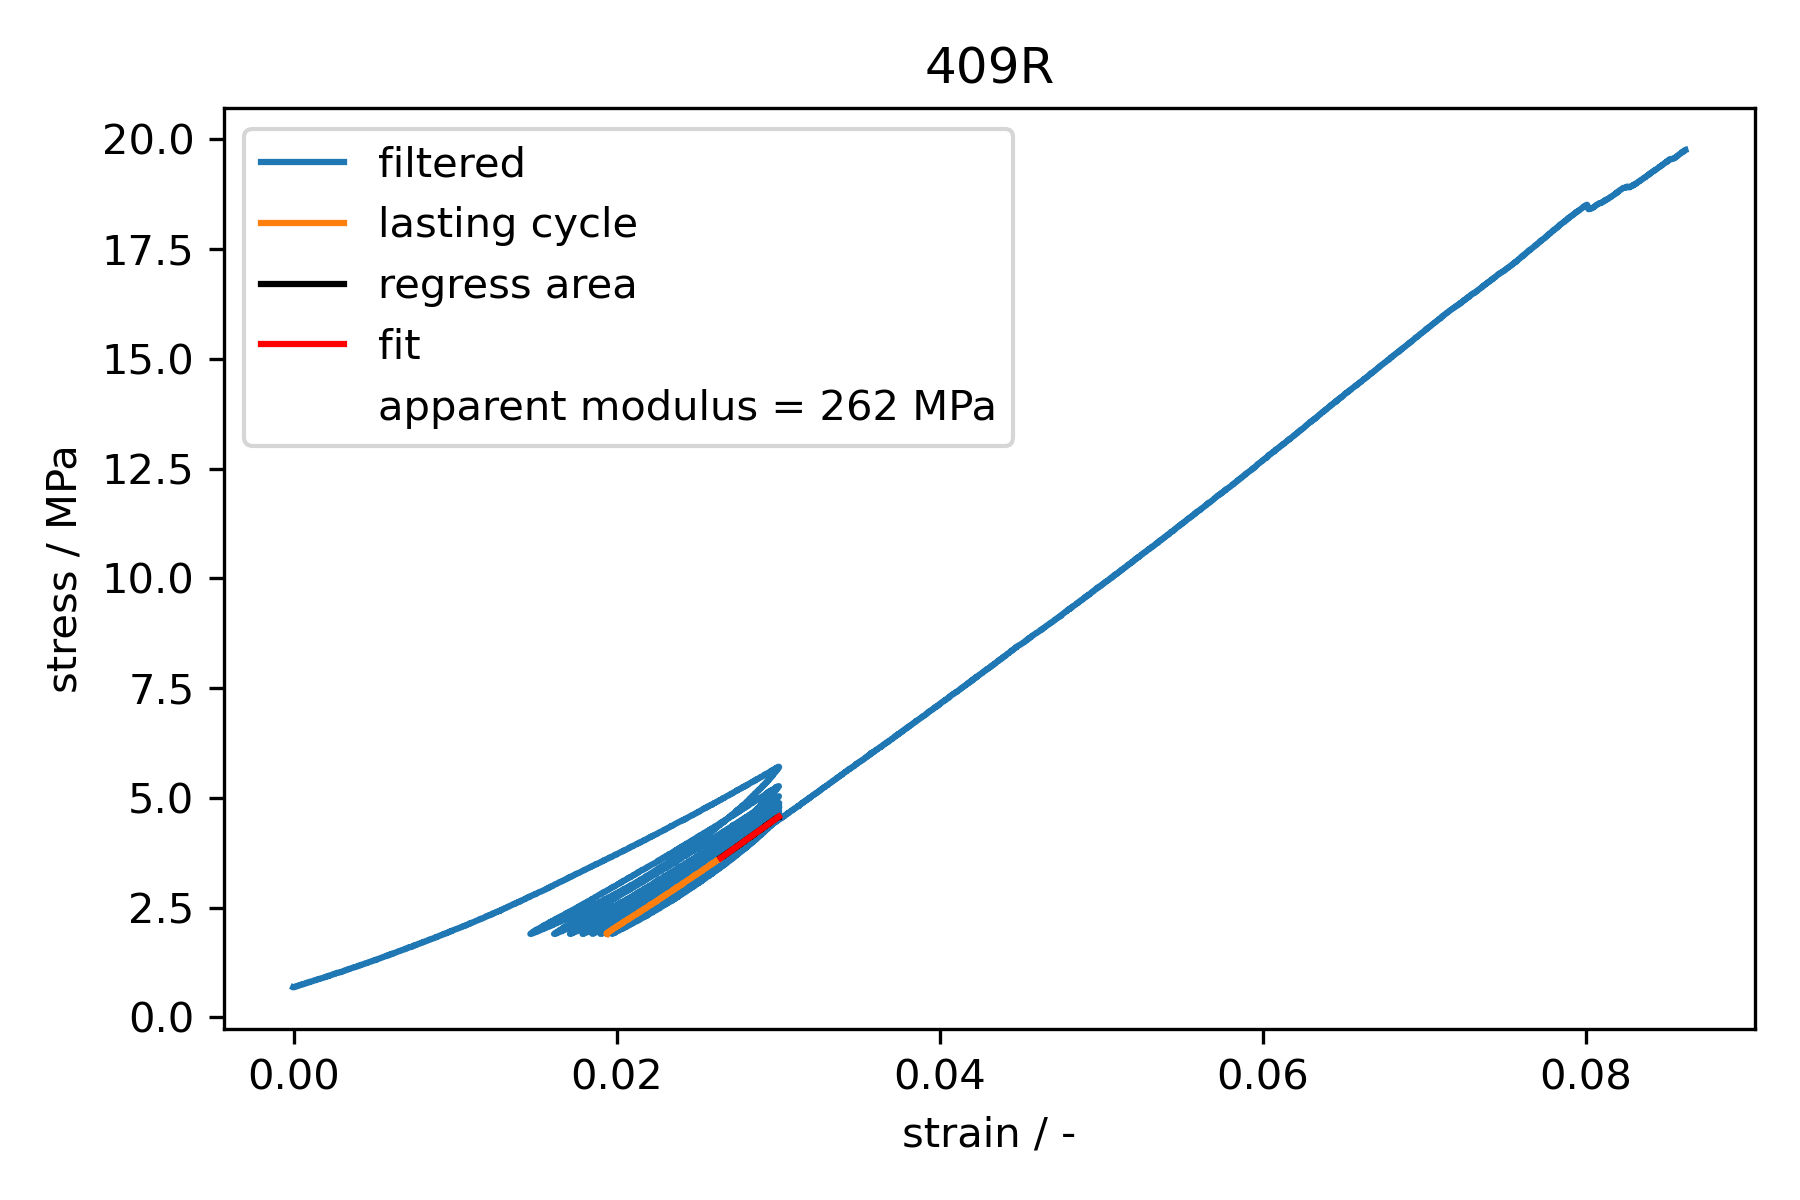 409R
20.0
17.5
15.0
12.5
10.0
7.5
5.0
2.5
0.0
stress / MPa
filtered
lasting cycle
regress area
fit
apparent modulus = 262 MPa
0.00 0.02 0.04 0.06 0.08
strain / -